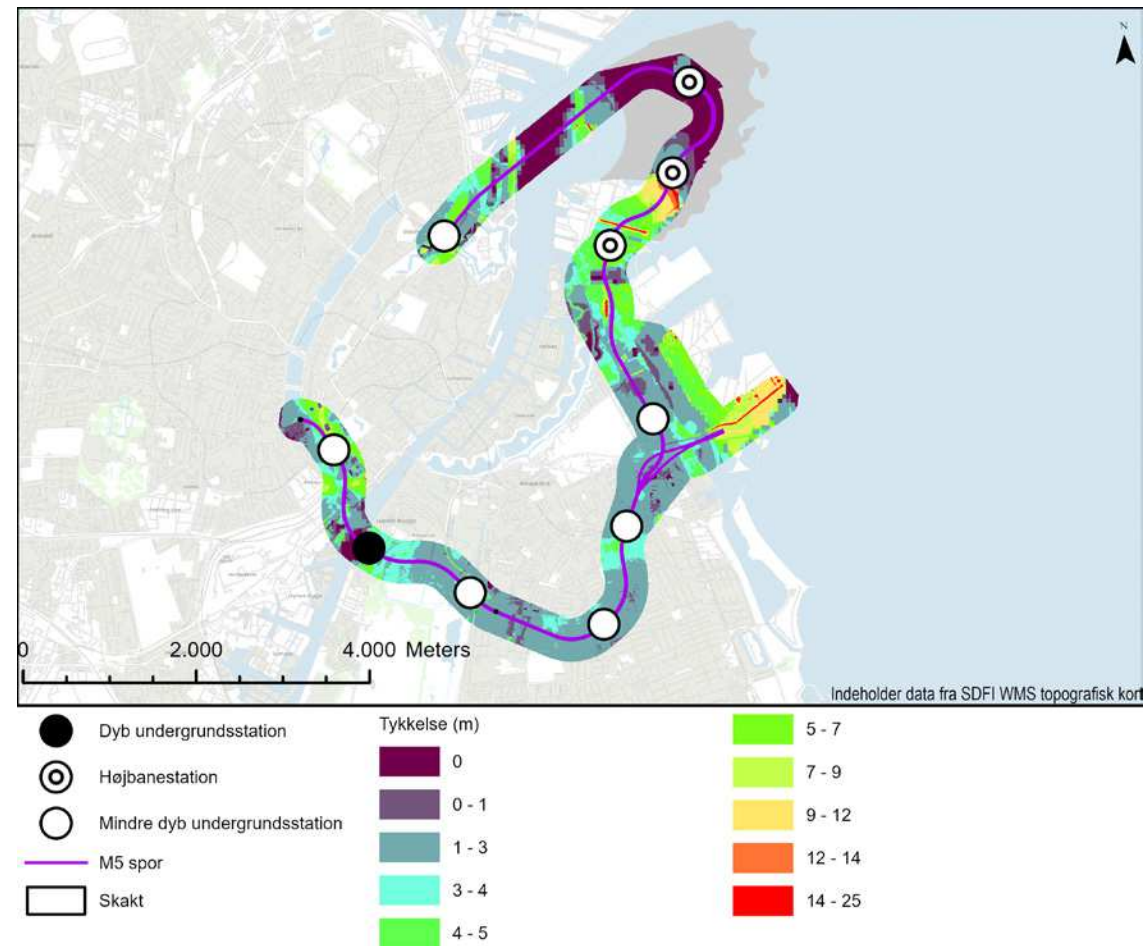 N
0
2.000
4.000 Meters
Indeholder data fra SDFI WMS topografisk kort
Dyb undergrundsstation
Højbanestation
Mindre dyb undergrundsstation
M5 spor
Skakt
Tykkelse (m)
0
0 - 1
1 - 3
3 - 4
4 - 5
5 - 7
7 - 9
9 - 12
12 - 14
14 - 25